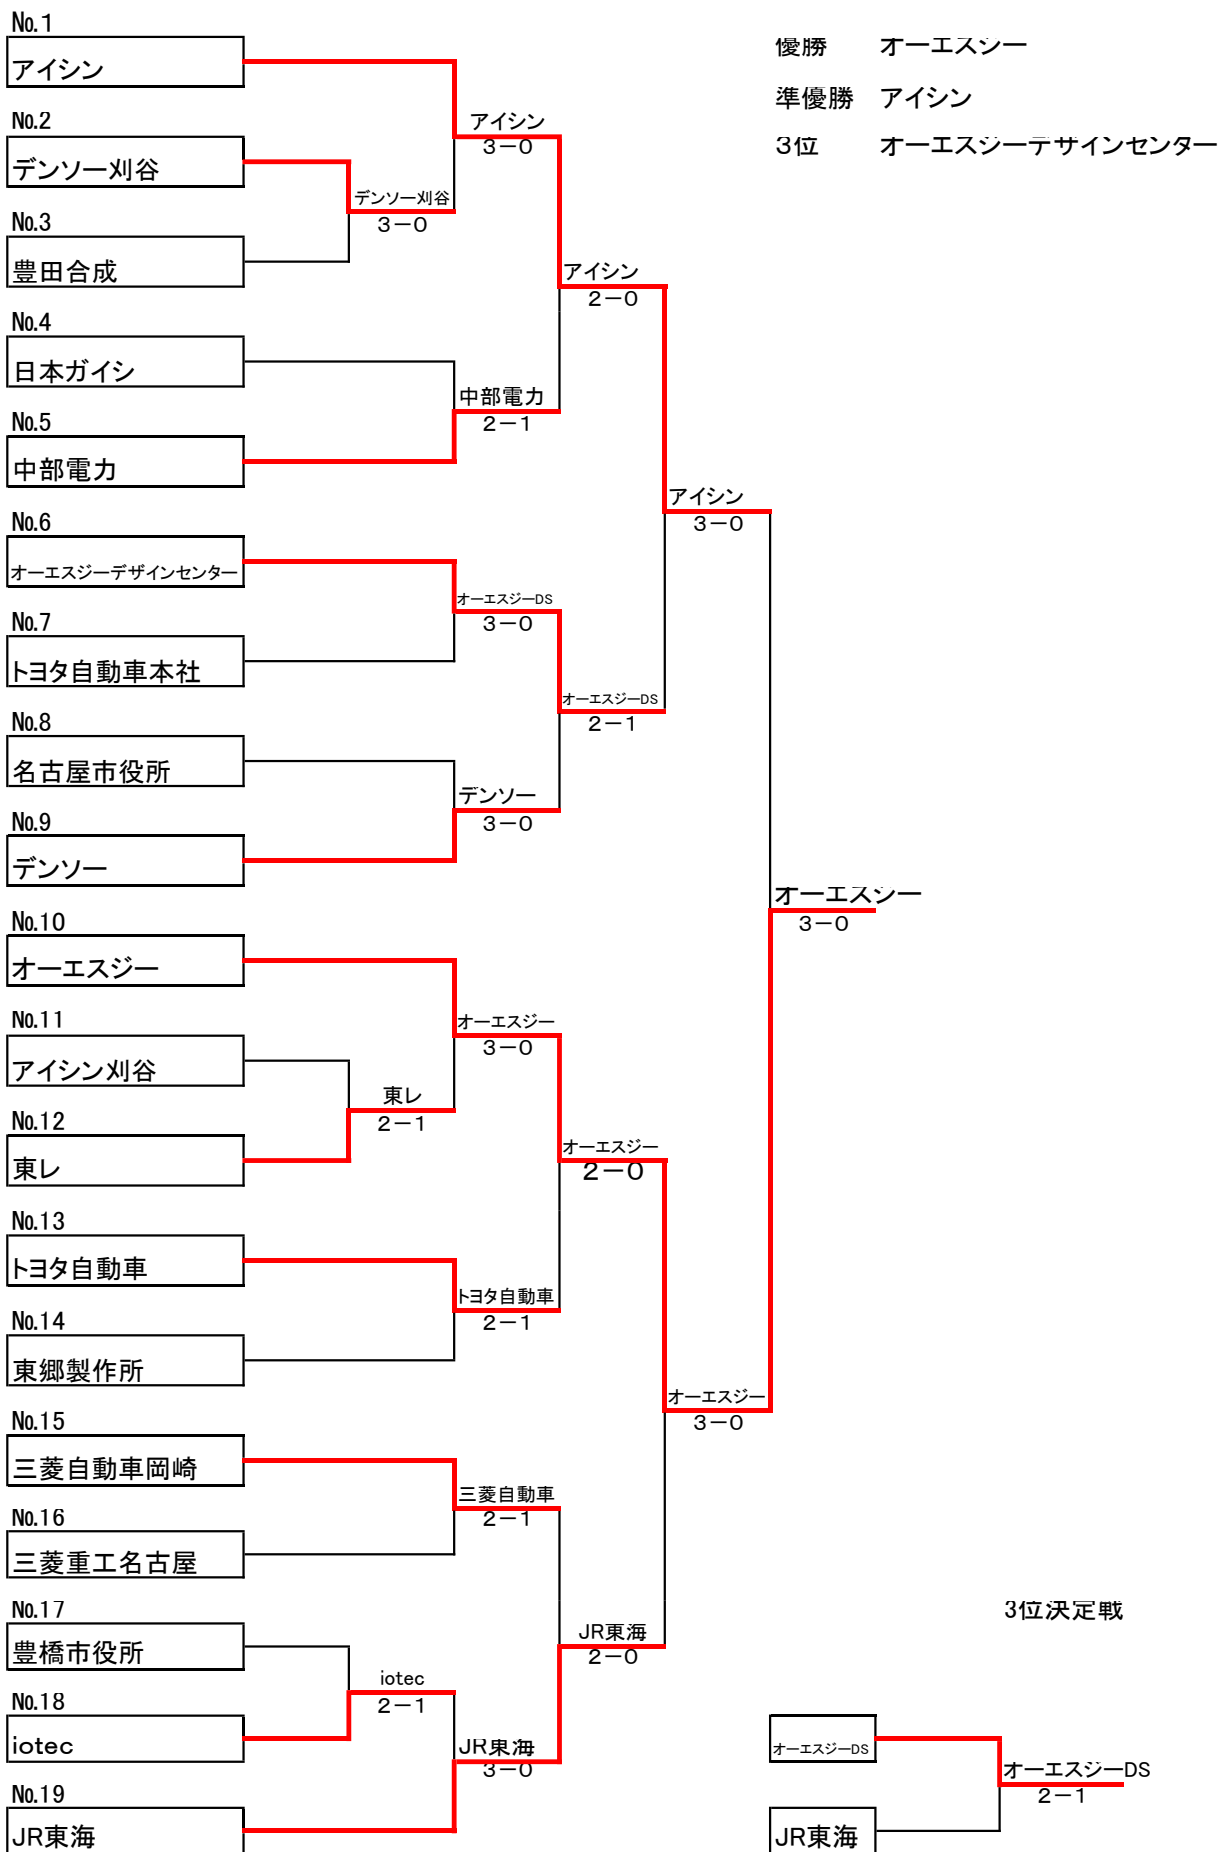 No.1
アイシン
No.2
デンソー刈谷
No.3
豊田合成
No.4
日本ガイシ
No.5
中部電力
No.6
オーエスジーデザインセンター
No.7
トヨタ自動車本社
No.8
名古屋市役所
No.9
デンソー
No.10
オーエスジー
No.11
アイシン刈谷
No.12
東レ
No.13
トヨタ自動車
No.14
東郷製作所
No.15
三菱自動車岡崎
No.16
三菱重工名古屋
No.17
豊橋市役所
No.18
iotec
No.19
JR東海
デンソー刈谷
3-0
東レ
2-1
iotec
2-1
アイシン
3-0
中部電力
2-1
オーエスジーDS
3-0
デンソー
3-0
オーエスジー
3-0
トヨタ自動車
2-1
三菱自動車
2-1
JR東海
3-0
アイシン
2-0
オーエスジーDS
2-1
オーエスジー
2-0
JR東海
2-0
アイシン
3-0
オーエスジー
3-0
オーエスジー
3-0
優勝 オーエスジー
準優勝 アイシン
3位 オーエスジーデザインセンター
3位決定戦
オーエスジーDS
JR東海
オーエスジーDS
2-1